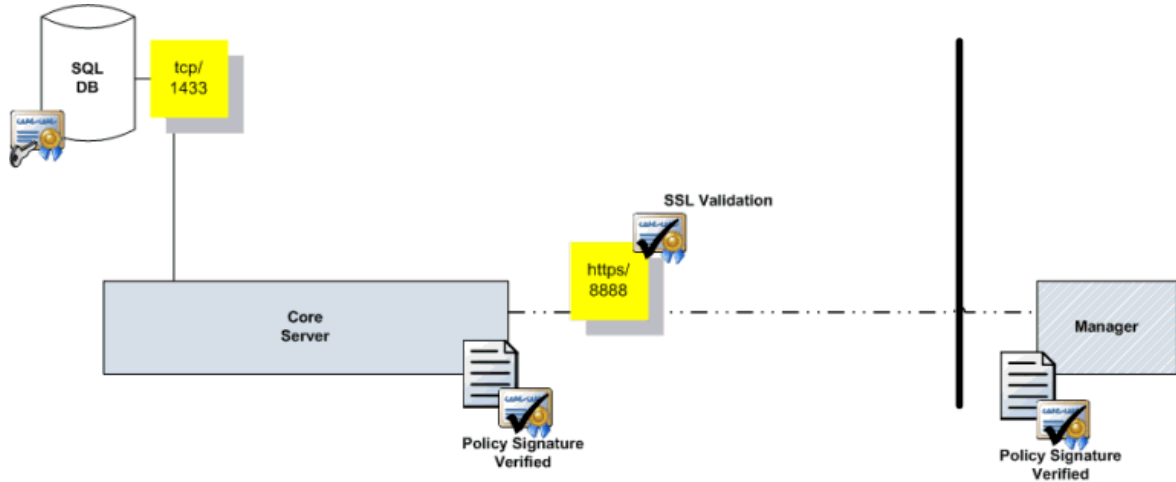 SQL
DB
tcp/
1433
SSL Validation
https/
8888
Core
Server
Manager
Policy Signature
Verified
Policy Signature
Verified